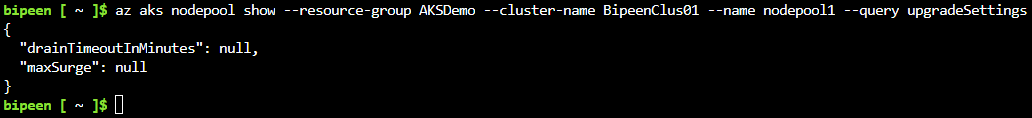 bipeen [ ~ ]$ az aks nodepool show --resource-group AKSDemo --cluster-name BipeenClus01 --name nodepool1 --query upgradeSettings
{
  "drainTimeoutInMinutes": null,
  "maxSurge": null
}
bipeen [ ~ ]$